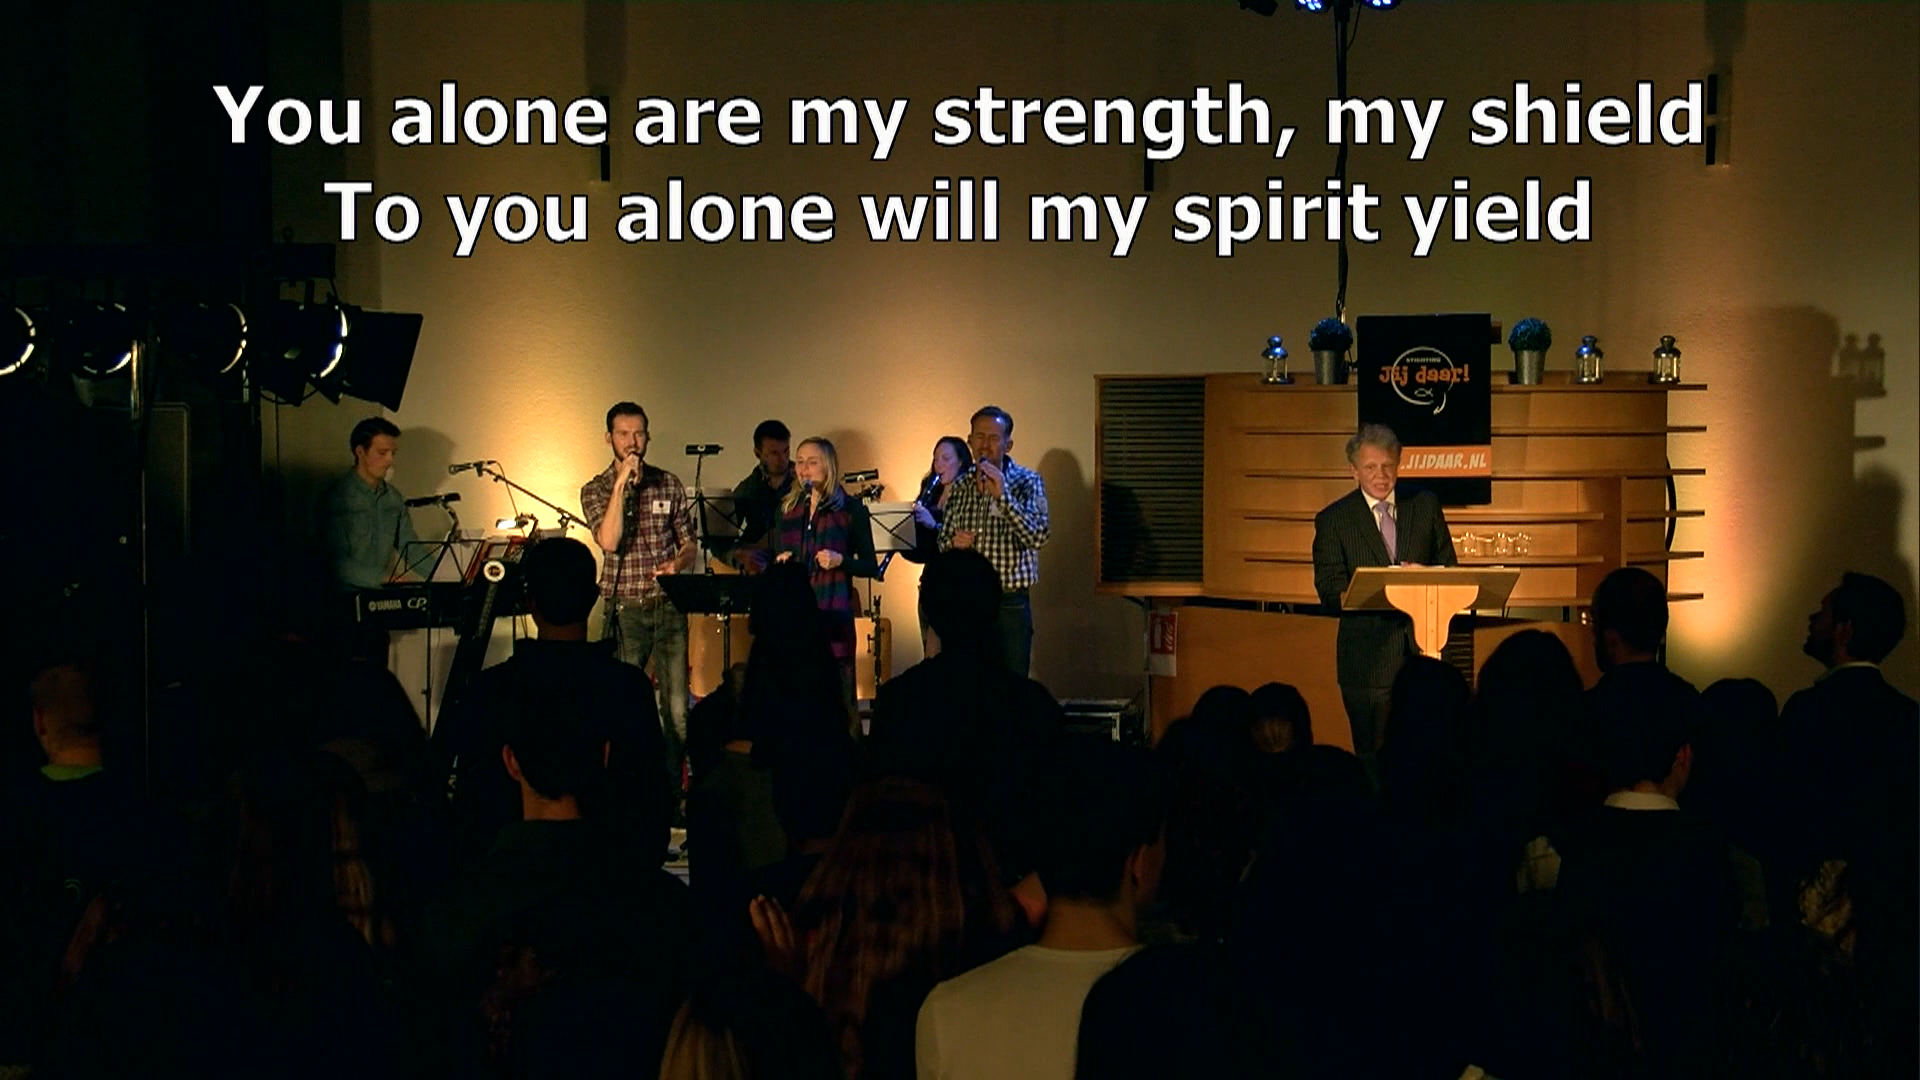 You alone are my strength, my shield
To you alone will my spirit yield
STICHTING
Jij daar!
.JIJDAAR.NL
YAMAHA CP